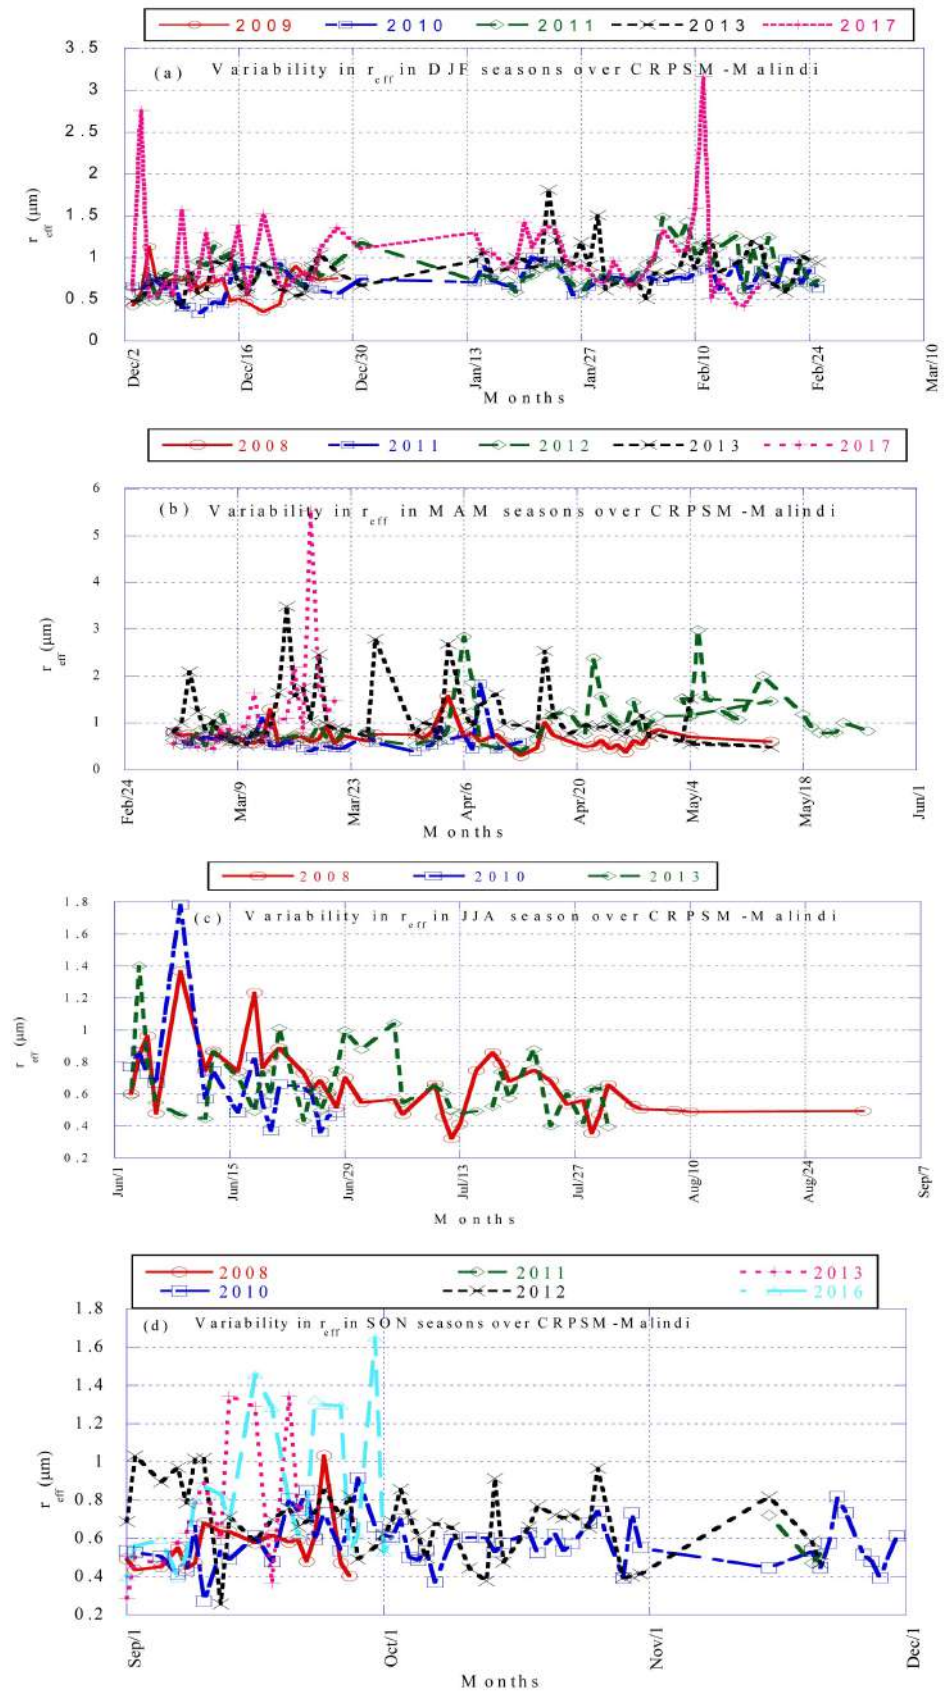 2009 2010 2011 2013 2017
(a) Variability in r eff in DJF seasons over CRPSM-Malindi
3.5
3
2.5
2
1.5
1
0.5
0
r eff (μm)
Dec/2 Dec/16 Dec/30 Jan/13 Jan/27 Feb/10 Feb/24 Mar/10
Months
2008 2011 2012 2013 2017
(b) Variability in r eff in MAM seasons over CRPSM-Malindi
6
5
4
3
2
1
0
r eff (μm)
Feb/24 Mar/9 Mar/23 Apr/6 Apr/20 May/4 May/18 Jun/1
Months
2008 2010 2013
(c) Variability in r eff in JJA season over CRPSM-Malindi
1.8
1.6
1.4
1.2
1
0.8
0.6
0.4
0.2
r eff (μm)
Jun/1 Jun/15 Jun/29 Jul/13 Jul/27 Aug/10 Aug/24 Sep/7
Months
2008 2011 2013
2010 2012 2016
(d) Variability in r eff in SON seasons over CRPSM-Malindi
1.8
1.6
1.4
1.2
1
0.8
0.6
0.4
0.2
r eff (μm)
Sep/1 Oct/1 Nov/1 Dec/1
Months